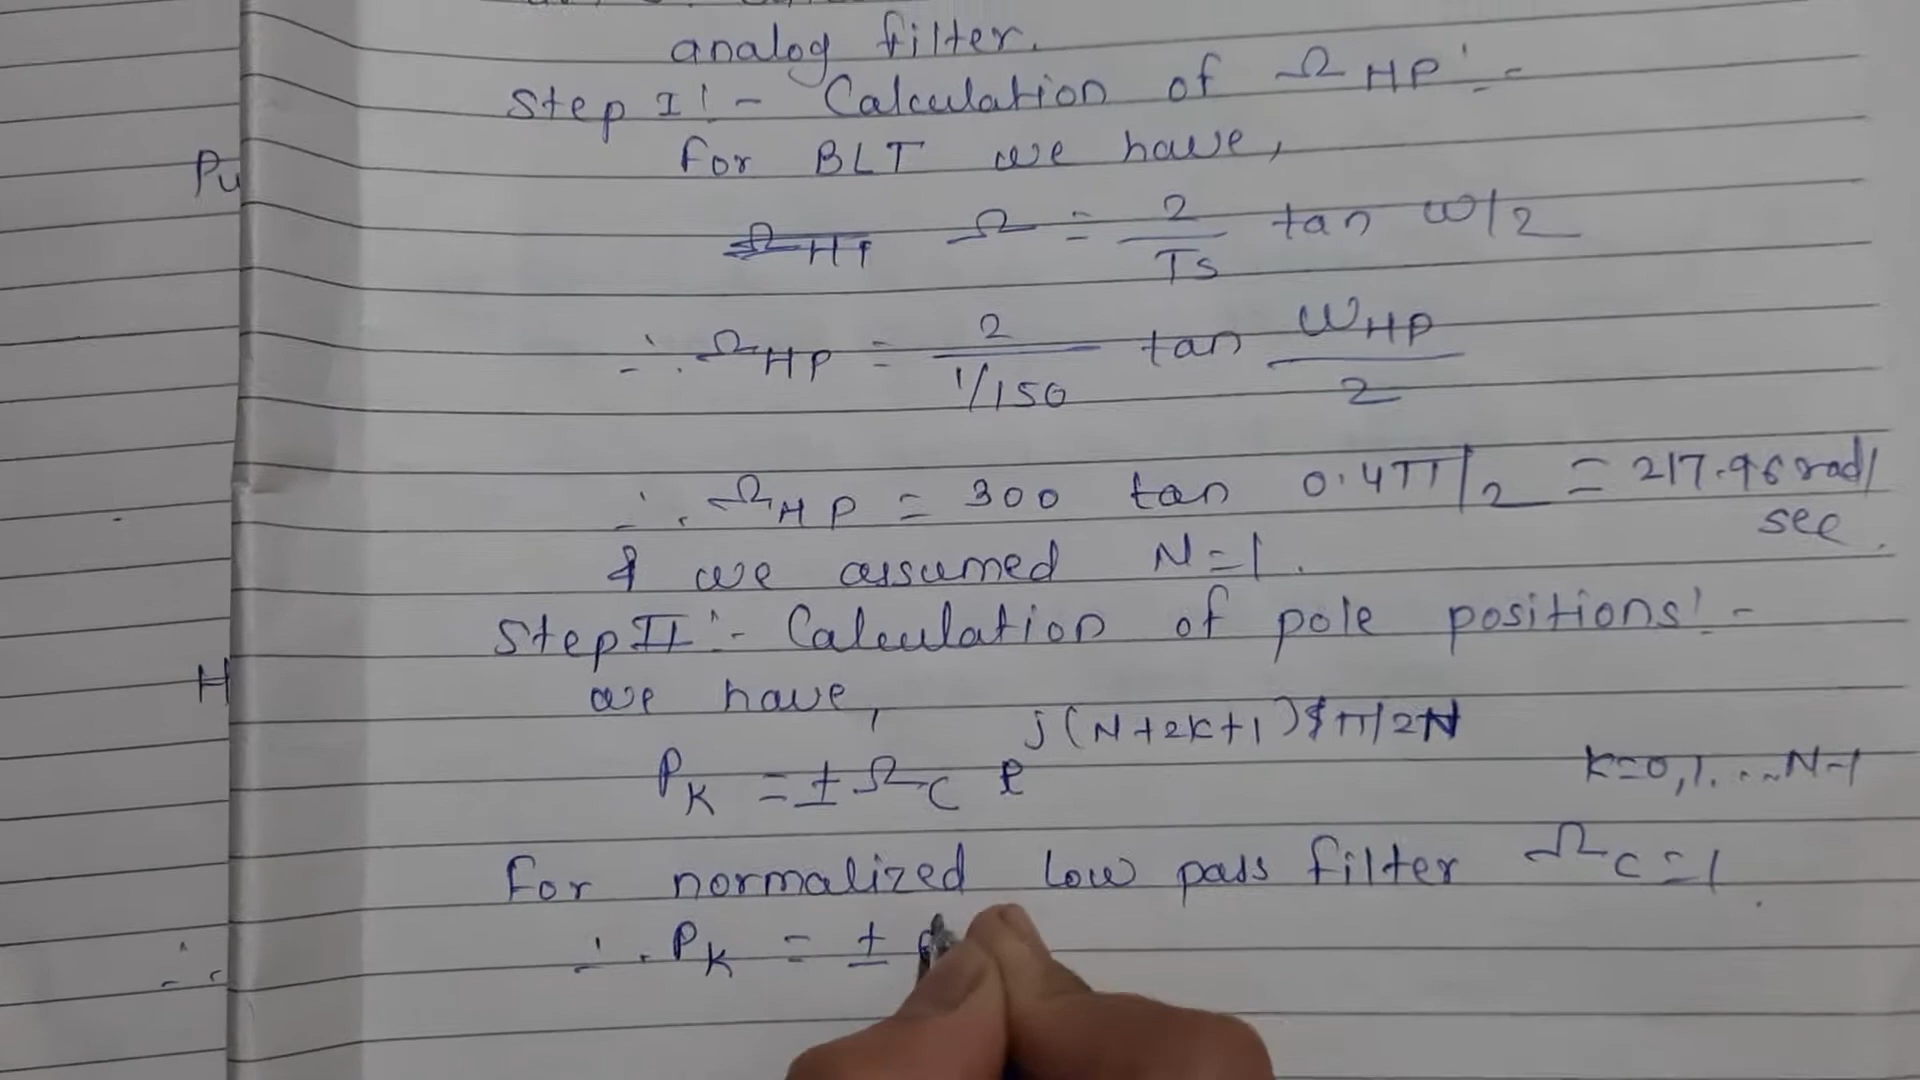 analog filter.
Step I :- Calculation of Ω HP :-
for BLT we have,
Ω = 2/Ts tan ω/2
∴ ΩHP = 2/(1/150) tan ωHP/2
∴ ΩHP = 300 tan 0.4π/2 = 217.96 rad/sec.
& we assumed N=1.
Step II :- Calculation of pole positions :-
we have,
PK = ± ΩC e^j(N+2K+1)π/2N K=0,1....N-1
For normalized low pass filter ΩC=1.
∴ PK = ±
Pu
H